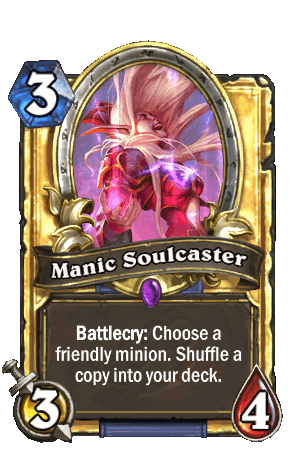 3
Manic Soulcaster
Battlecry: Choose a
friendly minion. Shuffle a
copy into your deck.
3
4